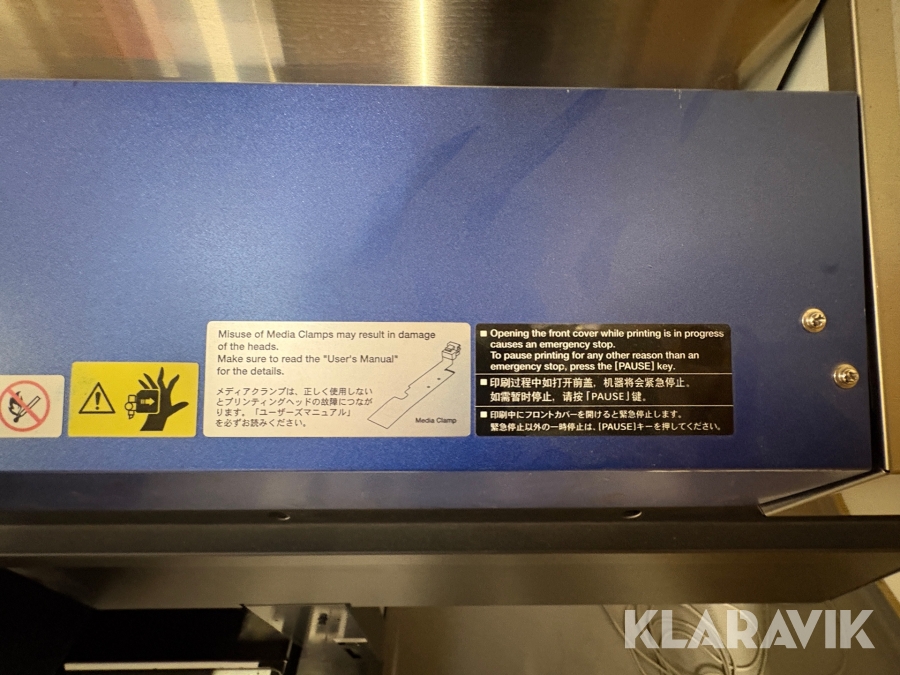 Misuse of Media Clamps may result in damage
of the heads.
Make sure to read the "User's Manual"
for the details.
メディアクランプは、正しく使用しない
とプリンティングヘッドの故障につなが
ります。「ユーザーズマニュアル」
を必ずお読みください。
Media Clamp
■ Opening the front cover while printing is in progress
causes an emergency stop.
To pause printing for any other reason than an
emergency stop, press the [PAUSE] key.
■ 印刷过程中如打开前盖，机器将会紧急停止。
如需暂时停止，请按「PAUSE」键。
■ 印刷中にフロントカバーを開けると緊急停止します。
緊急停止以外の一時停止は、[PAUSE]キーを押してください。
KLARAVIK